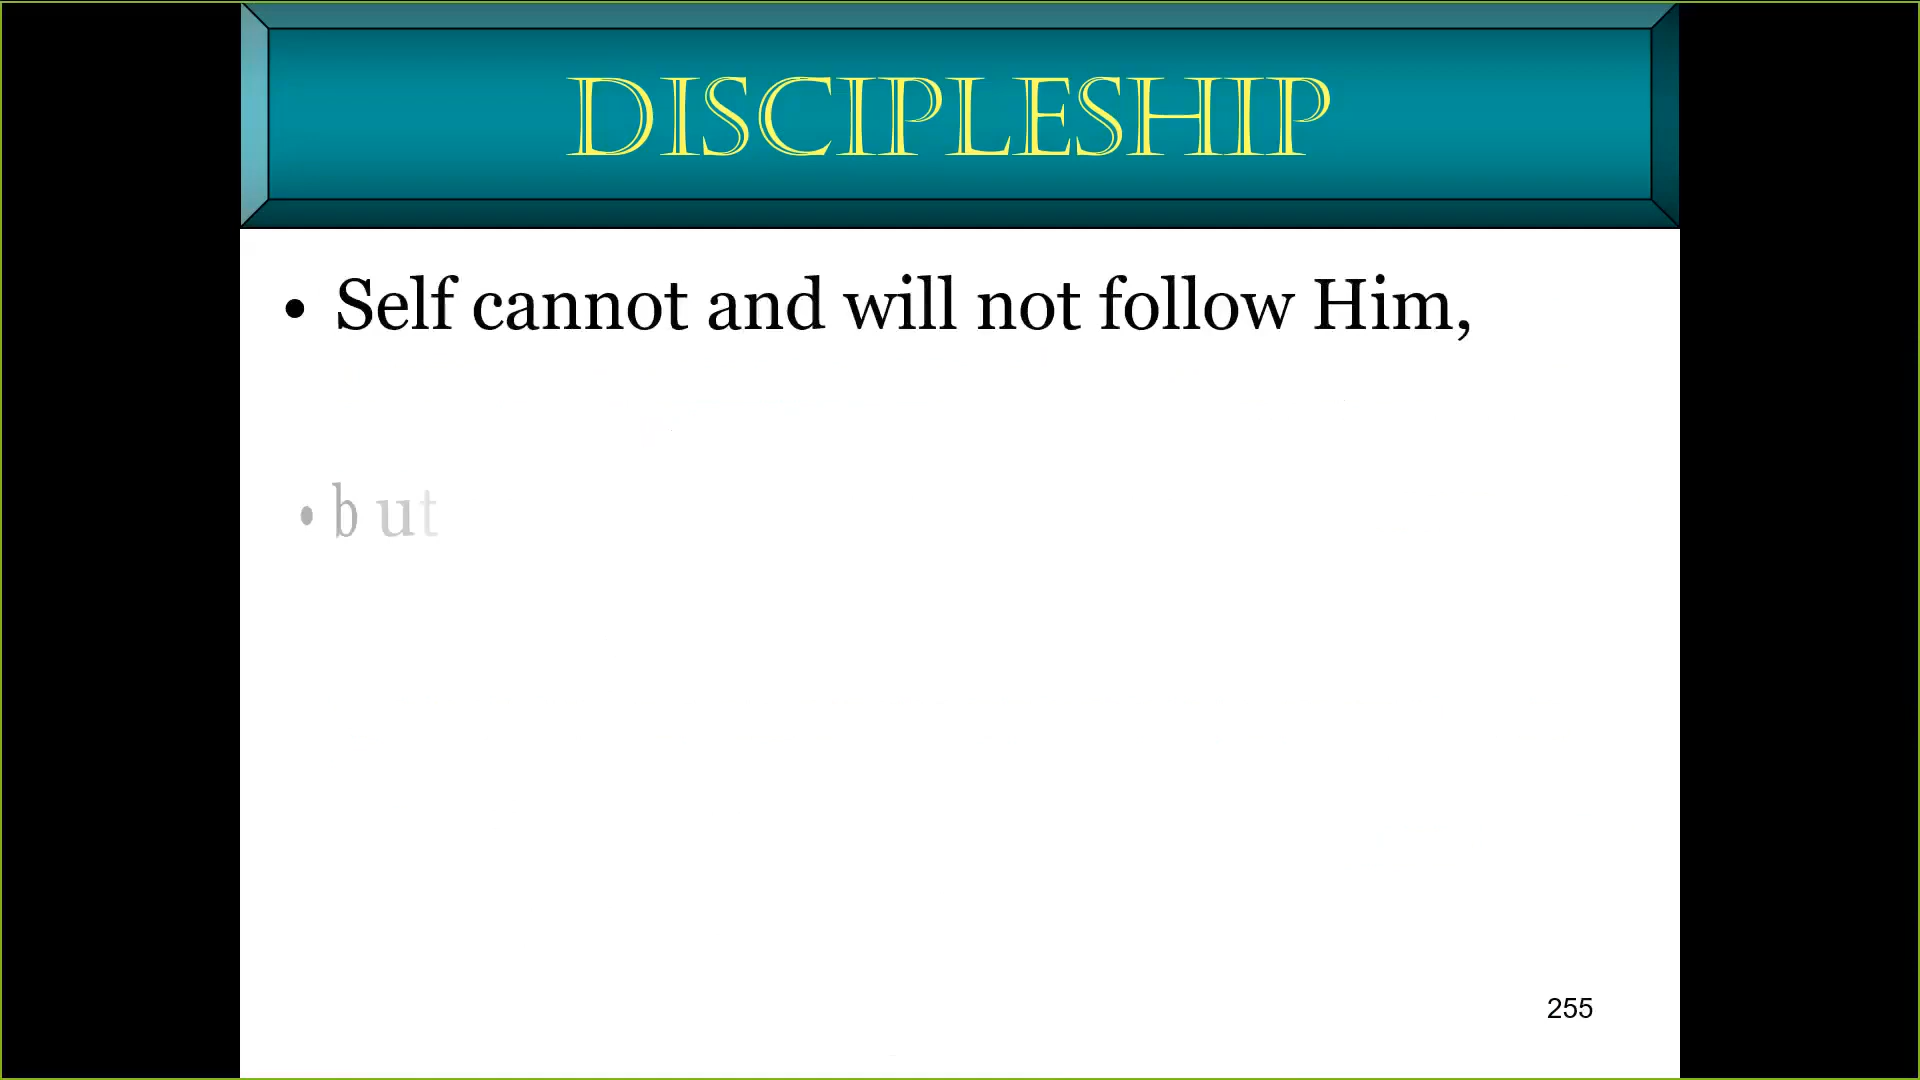 DISCIPLESHIP
• Self cannot and will not follow Him,
• but
255